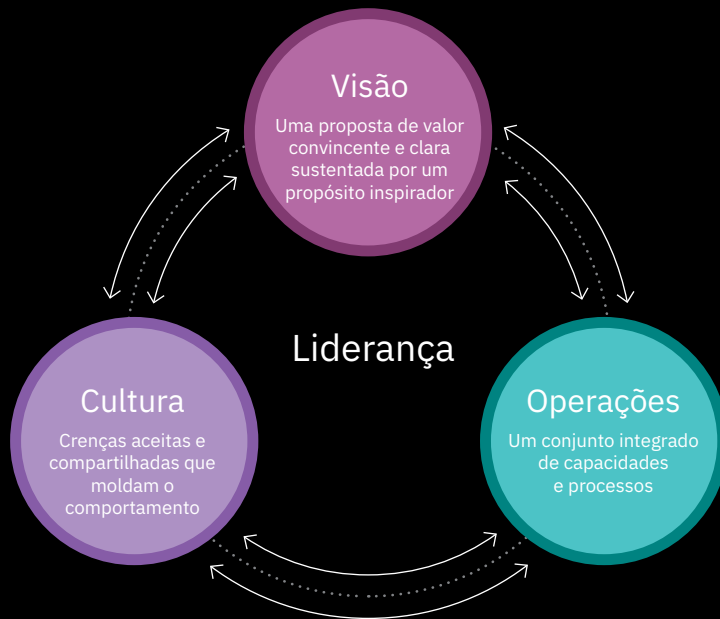 Visão
Uma proposta de valor
convincente e clara
sustentada por um
propósito inspirador
Liderança
Cultura
Crenças aceitas e
compartilhadas que
moldam o
comportamento
Operações
Um conjunto integrado
de capacidades
e processos